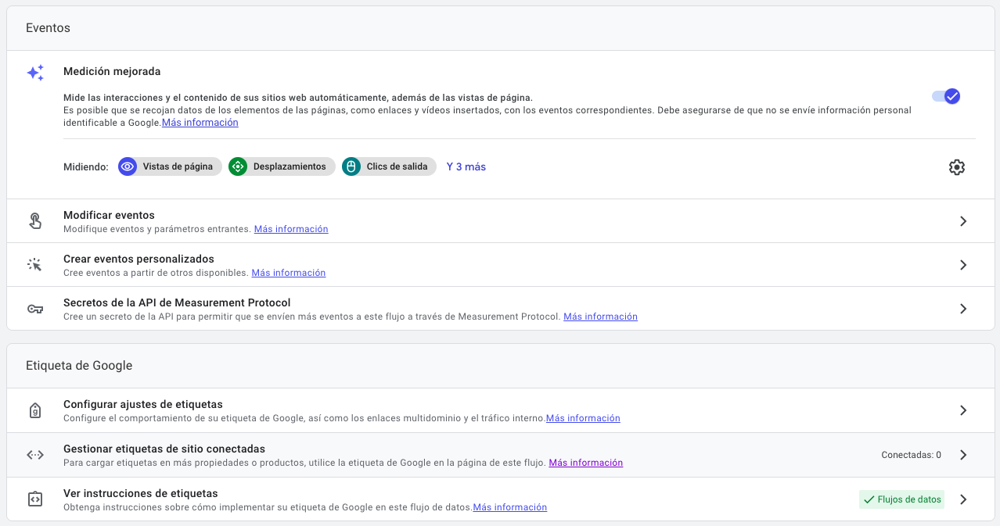 Eventos
Medición mejorada
Mide las interacciones y el contenido de sus sitios web automáticamente, además de las vistas de página.
Es posible que se recojan datos de los elementos de las páginas, como enlaces y vídeos insertados, con los eventos correspondientes. Debe asegurarse de que no se envíe información personal
identificable a Google.Más información
Midiendo: Vistas de página Desplazamientos Clics de salida Y 3 más
Modificar eventos
Modifique eventos y parámetros entrantes. Más información
Crear eventos personalizados
Cree eventos a partir de otros disponibles. Más información
Secretos de la API de Measurement Protocol
Cree un secreto de la API para permitir que se envíen más eventos a este flujo a través de Measurement Protocol. Más información
Etiqueta de Google
Configurar ajustes de etiquetas
Configure el comportamiento de su etiqueta de Google, así como los enlaces multidominio y el tráfico interno.Más información
Gestionar etiquetas de sitio conectadas
Para cargar etiquetas en más propiedades o productos, utilice la etiqueta de Google en la página de este flujo. Más información
Conectadas: 0
Ver instrucciones de etiquetas
Obtenga instrucciones sobre cómo implementar su etiqueta de Google en este flujo de datos.Más información
Flujos de datos